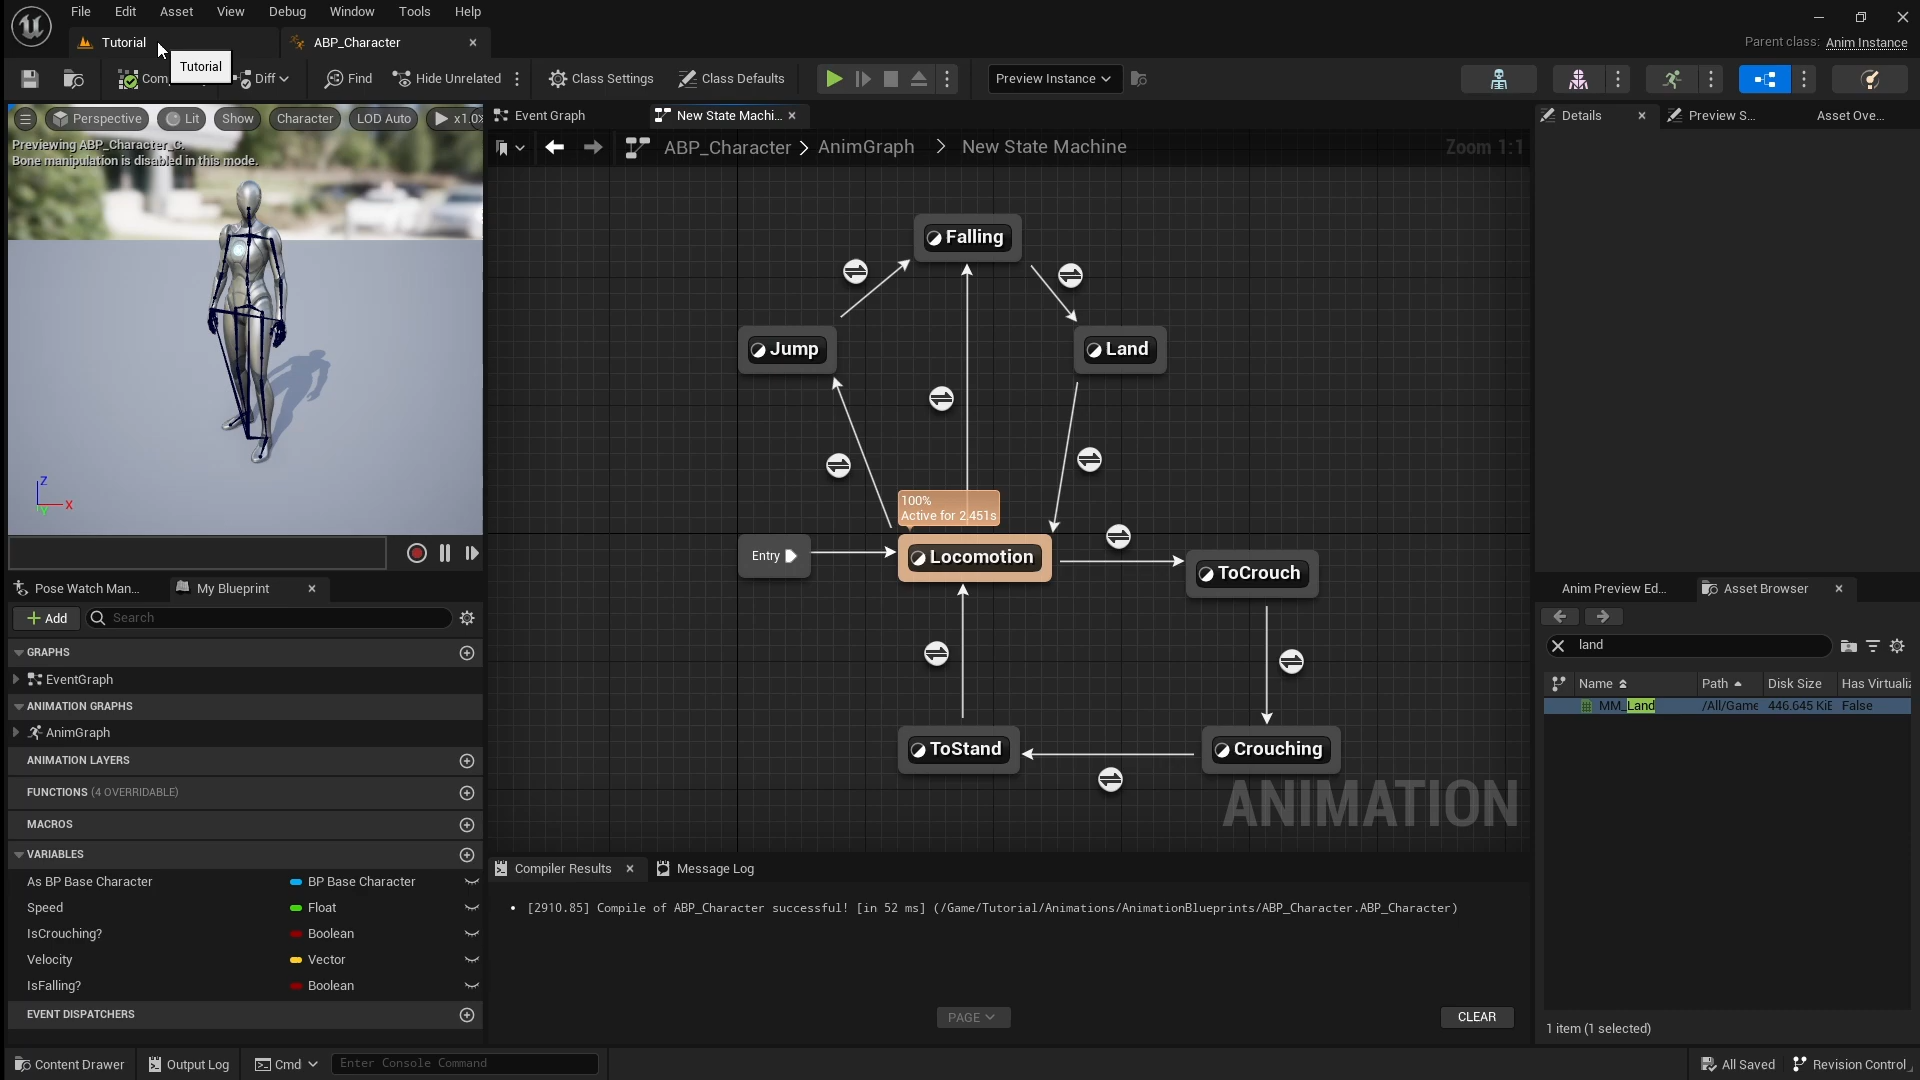 File Edit Asset View Debug Window Tools Help
Tutorial
ABP_Character
Parent class: Anim Instance
Tutorial
Com
Diff
Find
Hide Unrelated
Class Settings
Class Defaults
Preview Instance
Perspective
Lit
Show
Character
LOD Auto
x1.0
Previewing ABP_Character_C.
Bone manipulation is disabled in this mode.
Z
X
Y
Event Graph
New State Machi...
ABP_Character > AnimGraph > New State Machine
Zoom 1:1
Falling
Jump
Land
100%
Active for 2.451s
Entry
Locomotion
ToCrouch
ToStand
Crouching
ANIMATION
Pose Watch Man...
My Blueprint
Add
Search
GRAPHS
EventGraph
ANIMATION GRAPHS
AnimGraph
ANIMATION LAYERS
FUNCTIONS (4 OVERRIDABLE)
MACROS
VARIABLES
As BP Base Character BP Base Character
Speed Float
IsCrouching? Boolean
Velocity Vector
IsFalling? Boolean
EVENT DISPATCHERS
Compiler Results
Message Log
[2910.85] Compile of ABP_Character successful! [in 52 ms] (/Game/Tutorial/Animations/AnimationBlueprints/ABP_Character.ABP_Character)
PAGE
CLEAR
Details
Preview S...
Asset Ove...
Anim Preview Ed...
Asset Browser
land
Name Path Disk Size Has Virtualiz
MM_Land /All/Game 446.645 KiB False
1 item (1 selected)
Content Drawer
Output Log
Cmd
Enter Console Command
All Saved
Revision Control